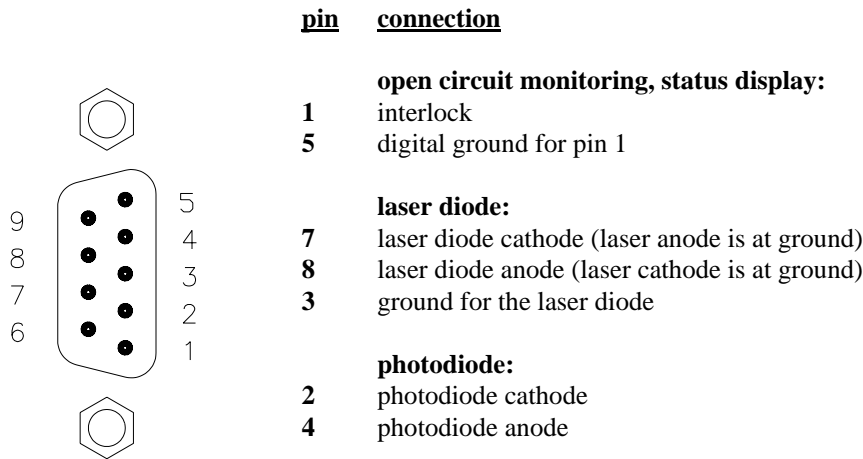 pin connection
open circuit monitoring, status display:
1 interlock
5 digital ground for pin 1
laser diode:
7 laser diode cathode (laser anode is at ground)
8 laser diode anode (laser cathode is at ground)
3 ground for the laser diode
photodiode:
2 photodiode cathode
4 photodiode anode
5
9
4
8
3
7
2
6
1